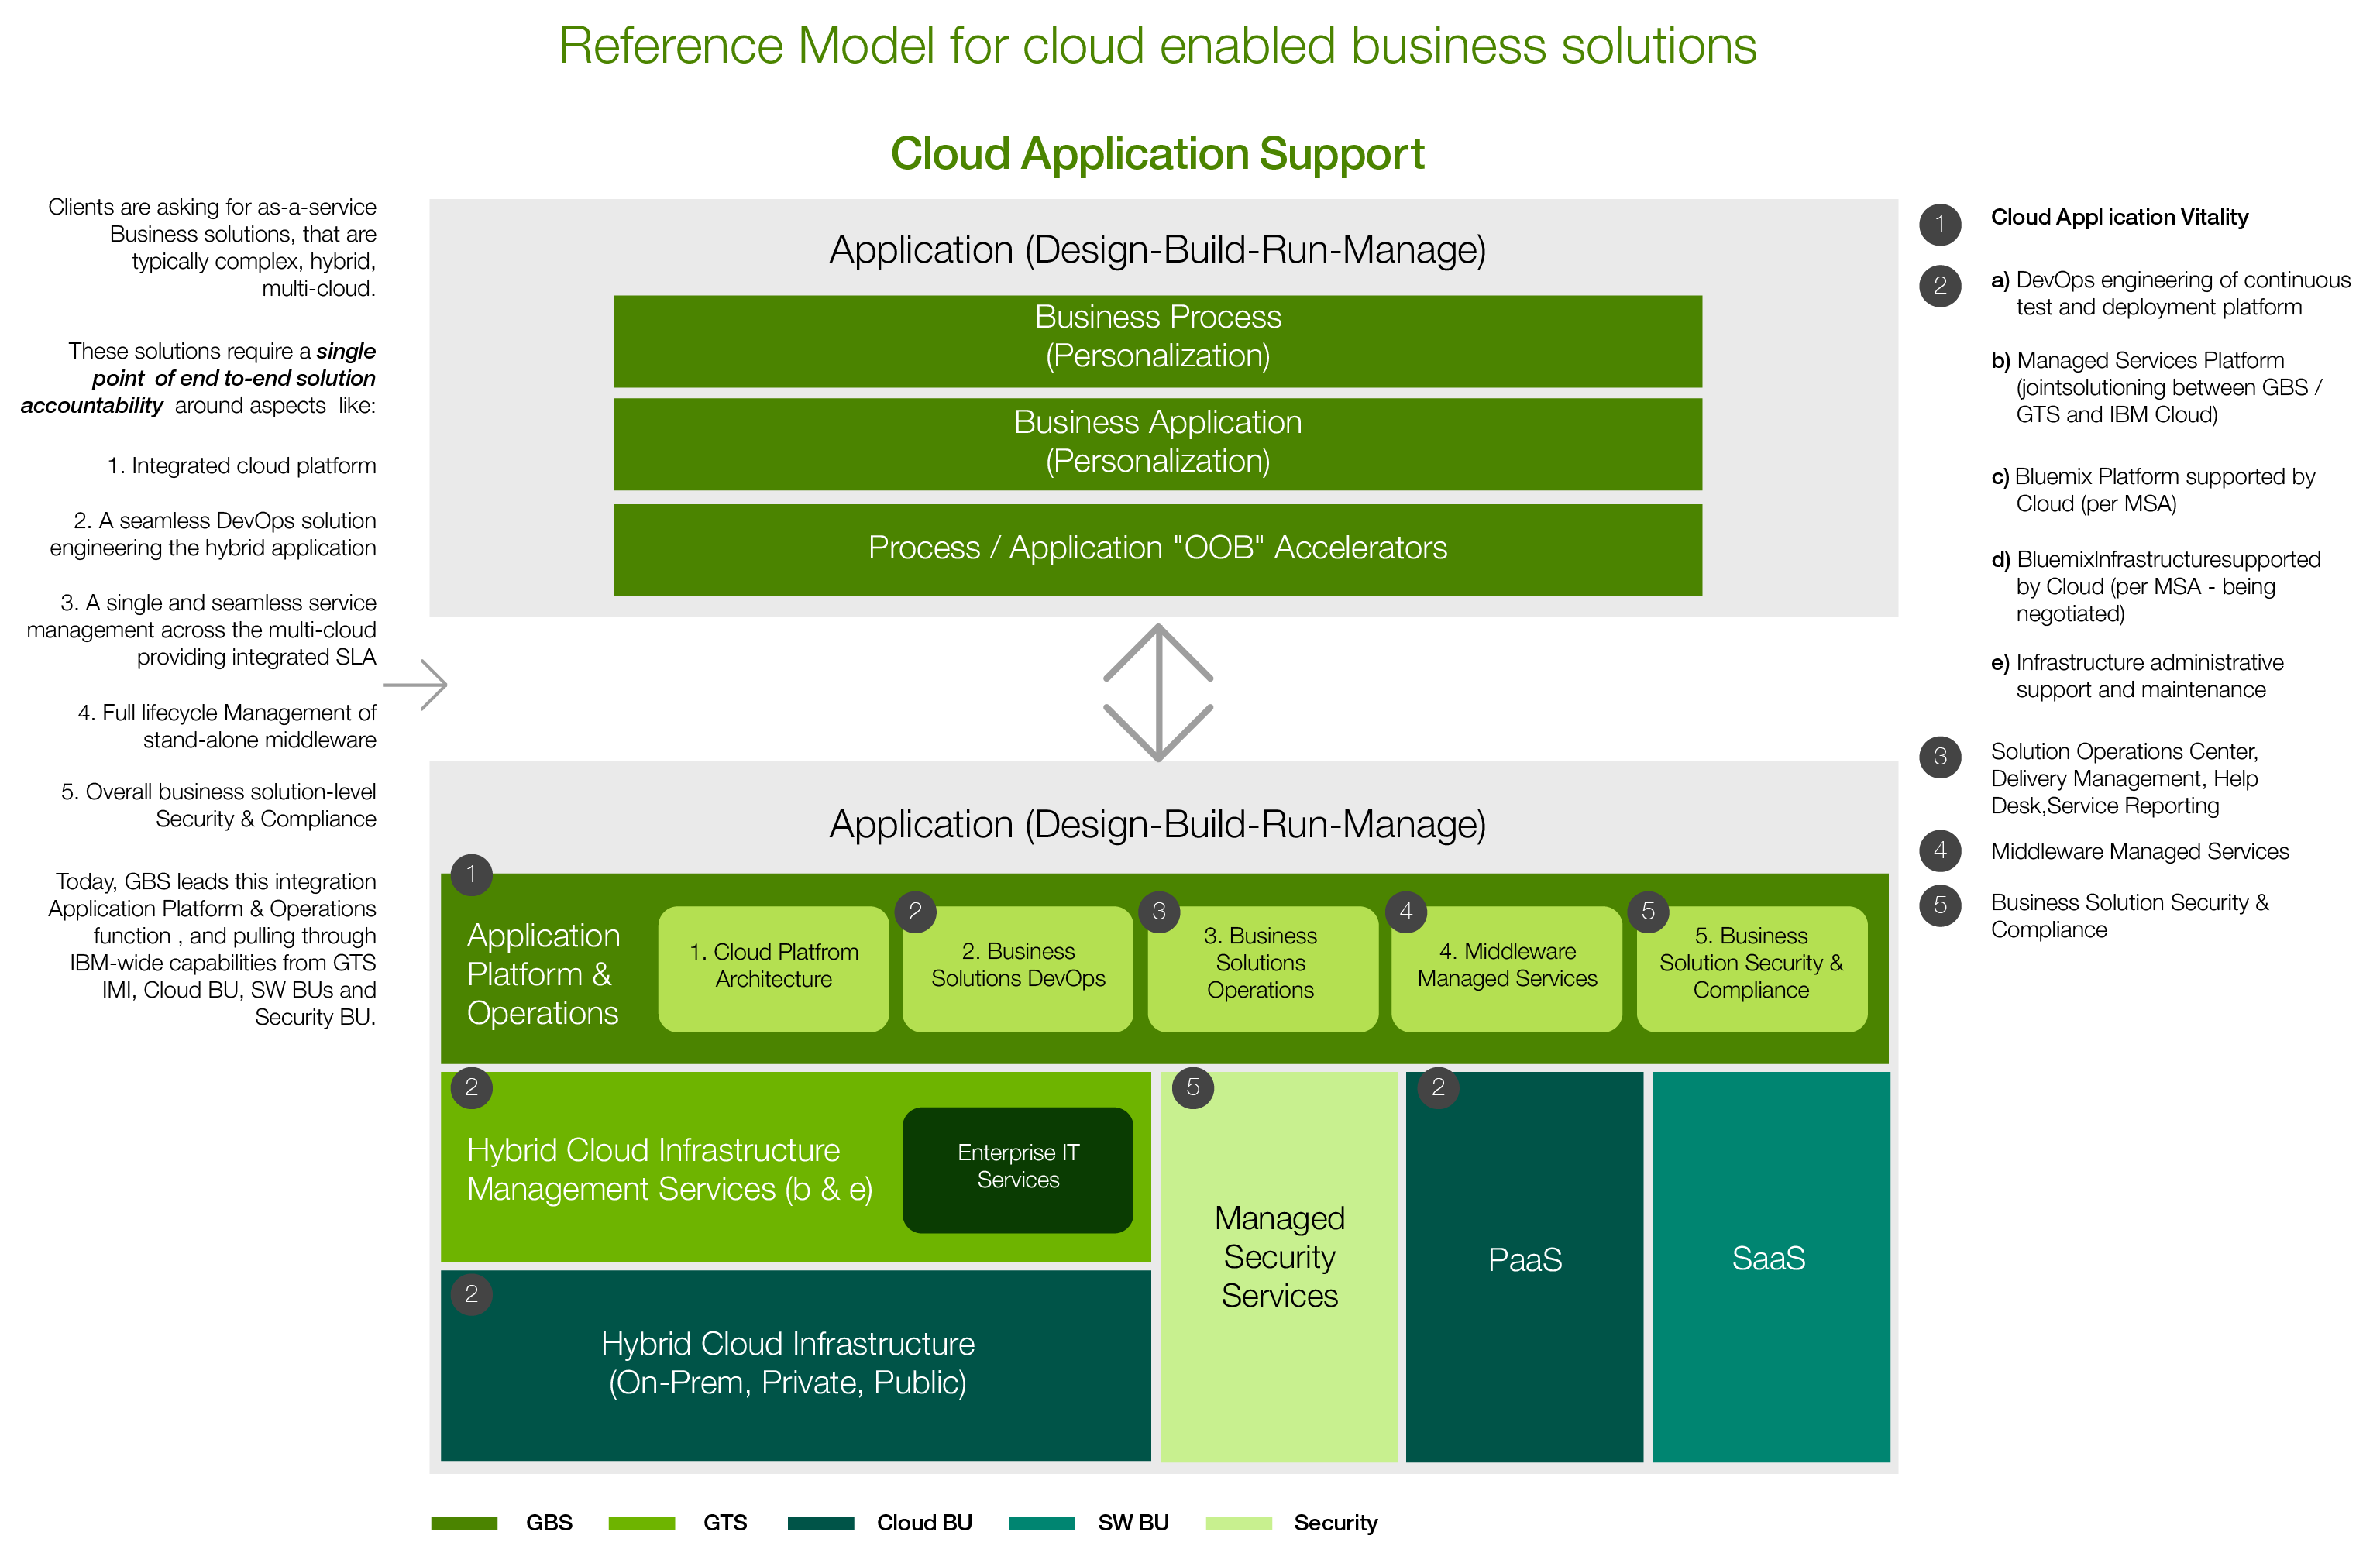 Reference Model for cloud enabled business solutions
Cloud Application Support
Clients are asking for as-a-service
Business solutions, that are
typically complex, hybrid,
multi-cloud.
These solutions require a single
point of end to-end solution
accountability around aspects like:
1. Integrated cloud platform
2. A seamless DevOps solution
engineering the hybrid application
3. A single and seamless service
management across the multi-cloud
providing integrated SLA
4. Full lifecycle Management of
stand-alone middleware
5. Overall business solution-level
Security & Compliance
Today, GBS leads this integration
Application Platform & Operations
function , and pulling through
IBM-wide capabilities from GTS
IMI, Cloud BU, SW BUs and
Security BU.
Application (Design-Build-Run-Manage)
Business Process
(Personalization)
Business Application
(Personalization)
Process / Application "OOB" Accelerators
Application (Design-Build-Run-Manage)
1
Application
Platform &
Operations
1. Cloud Platfrom
Architecture
2
2. Business
Solutions DevOps
3
3. Business
Solutions
Operations
4
4. Middleware
Managed Services
5
5. Business
Solution Security &
Compliance
2
Hybrid Cloud Infrastructure
Management Services (b & e)
Enterprise IT
Services
2
Hybrid Cloud Infrastructure
(On-Prem, Private, Public)
5
Managed
Security
Services
2
PaaS
SaaS
1
Cloud Appl ication Vitality
2
a) DevOps engineering of continuous
test and deployment platform
b) Managed Services Platform
(jointsolutioning between GBS /
GTS and IBM Cloud)
c) Bluemix Platform supported by
Cloud (per MSA)
d) BluemixInfrastructuresupported
by Cloud (per MSA - being
negotiated)
e) Infrastructure administrative
support and maintenance
3
Solution Operations Center,
Delivery Management, Help
Desk,Service Reporting
4
Middleware Managed Services
5
Business Solution Security &
Compliance
GBS
GTS
Cloud BU
SW BU
Security